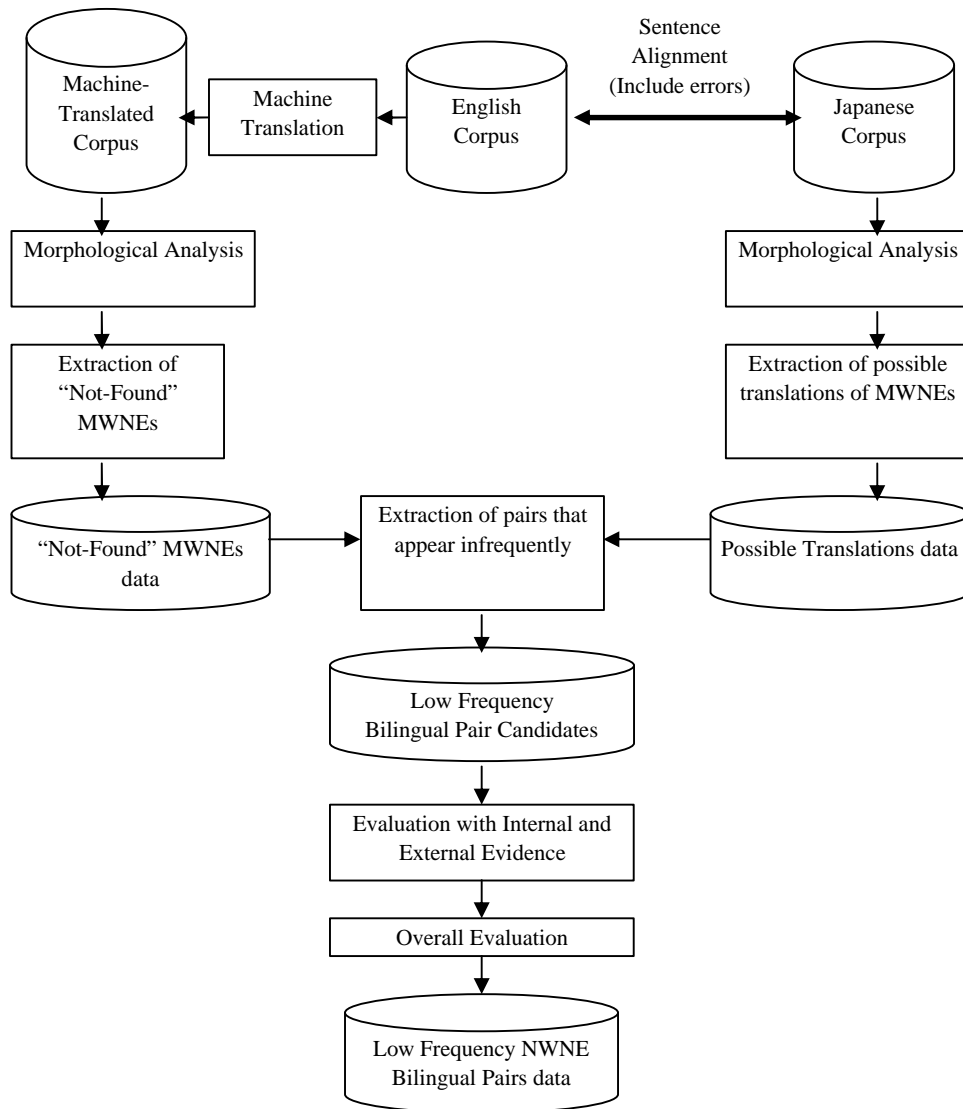 Machine-
Translated
Corpus
Machine
Translation
English
Corpus
Sentence
Alignment
(Include errors)
Japanese
Corpus
Morphological Analysis
Morphological Analysis
Extraction of
“Not-Found”
MWNEs
Extraction of possible
translations of MWNEs
“Not-Found” MWNEs
data
Extraction of pairs that
appear infrequently
Possible Translations data
Low Frequency
Bilingual Pair Candidates
Evaluation with Internal and
External Evidence
Overall Evaluation
Low Frequency NWNE
Bilingual Pairs data